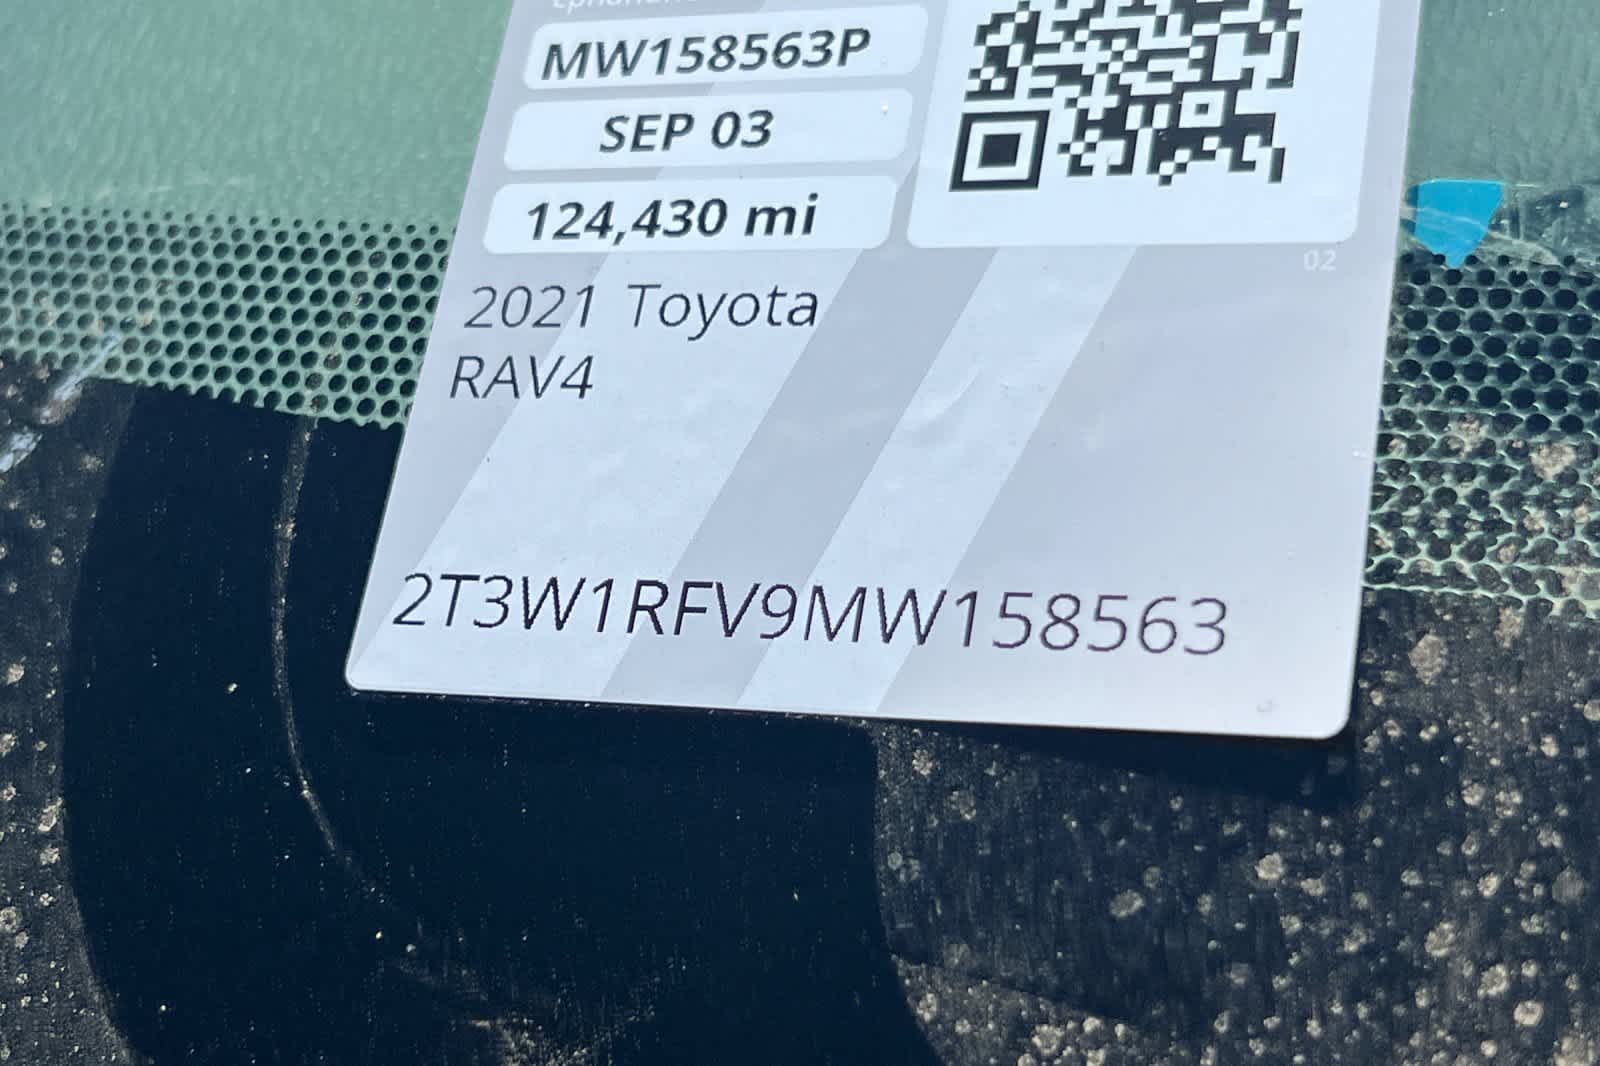 MW158563P
SEP 03
124,430 mi
02
2021 Toyota
RAV4
2T3W1RFV9MW158563